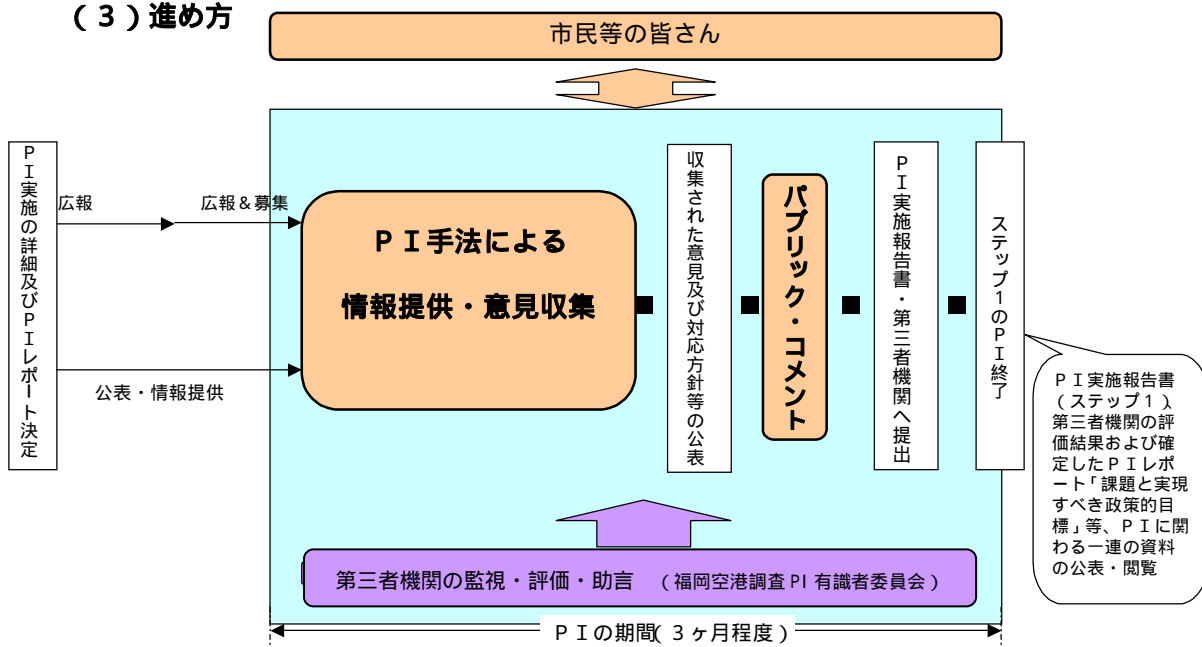 （３）進め方
市民等の皆さん
ＰＩ実施の詳細及びＰＩレポート決定
広報
広報＆募集
公表・情報提供
ＰＩ手法による
情報提供・意見収集
収集された意見及び対応方針等の公表
パブリック・コメント
ＰＩ実施報告書・第三者機関へ提出
ステップ１のＰＩ終了
ＰＩ実施報告書
（ステップ１）、
第三者機関の評
価結果および確
定したＰＩレポ
ート「課題と実現
すべき政策的目
標」等、ＰＩに関
わる一連の資料
の公表・閲覧
第三者機関の監視・評価・助言　（福岡空港調査 PI 有識者委員会）
ＰＩの期間（３ヶ月程度）